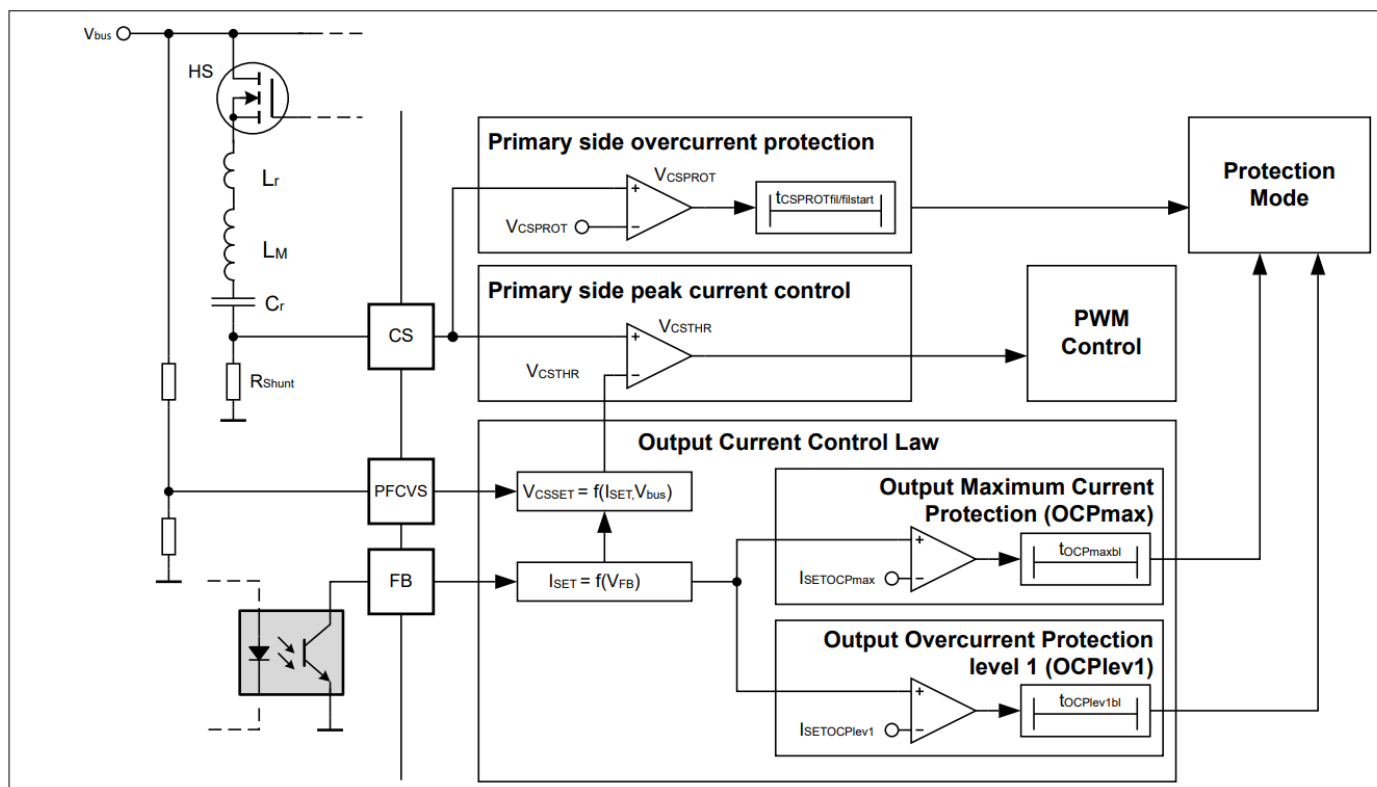 Vbus
HS
Lr
LM
Cr
RShunt
CS
PFCVS
FB
Primary side overcurrent protection
VCSPROT
VCSPROT
tCSPROTfil/filstart
+
−
Protection
Mode
Primary side peak current control
VCSTHR
VCSTHR
+
−
PWM
Control
Output Current Control Law
VCSSET = f(ISET,Vbus)
ISET = f(VFB)
Output Maximum Current
Protection (OCPmax)
+
−
ISETOCPmax
tOCPmaxbl
Output Overcurrent Protection
level 1 (OCPlev1)
+
−
ISETOCPlev1
tOCPlev1bl